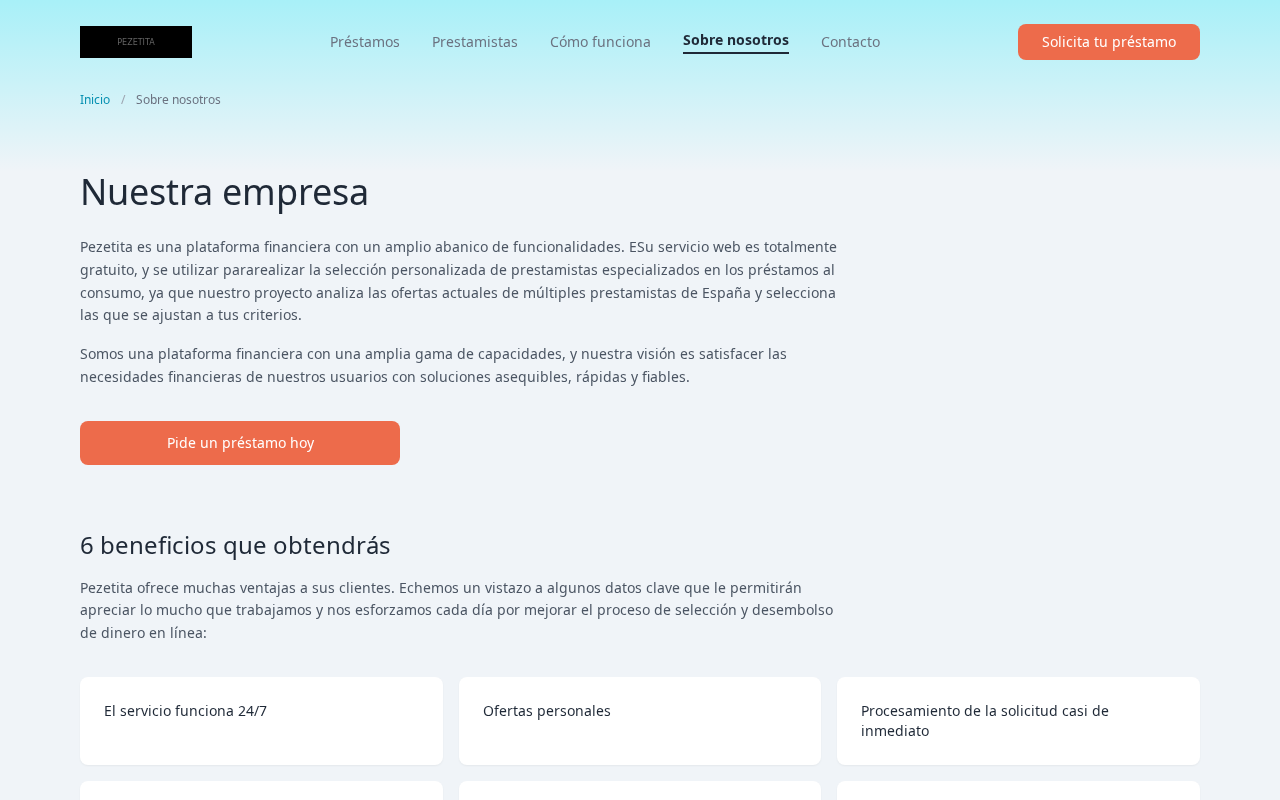 PEZETITA
Préstamos
Prestamistas
Cómo funciona
Sobre nosotros
Contacto
Solicita tu préstamo
Inicio / Sobre nosotros
Nuestra empresa
Pezetita es una plataforma financiera con un amplio abanico de funcionalidades. ESu servicio web es totalmente
gratuito, y se utilizar pararealizar la selección personalizada de prestamistas especializados en los préstamos al
consumo, ya que nuestro proyecto analiza las ofertas actuales de múltiples prestamistas de España y selecciona
las que se ajustan a tus criterios.
Somos una plataforma financiera con una amplia gama de capacidades, y nuestra visión es satisfacer las
necesidades financieras de nuestros usuarios con soluciones asequibles, rápidas y fiables.
Pide un préstamo hoy
6 beneficios que obtendrás
Pezetita ofrece muchas ventajas a sus clientes. Echemos un vistazo a algunos datos clave que le permitirán
apreciar lo mucho que trabajamos y nos esforzamos cada día por mejorar el proceso de selección y desembolso
de dinero en línea:
El servicio funciona 24/7
Ofertas personales
Procesamiento de la solicitud casi de
inmediato